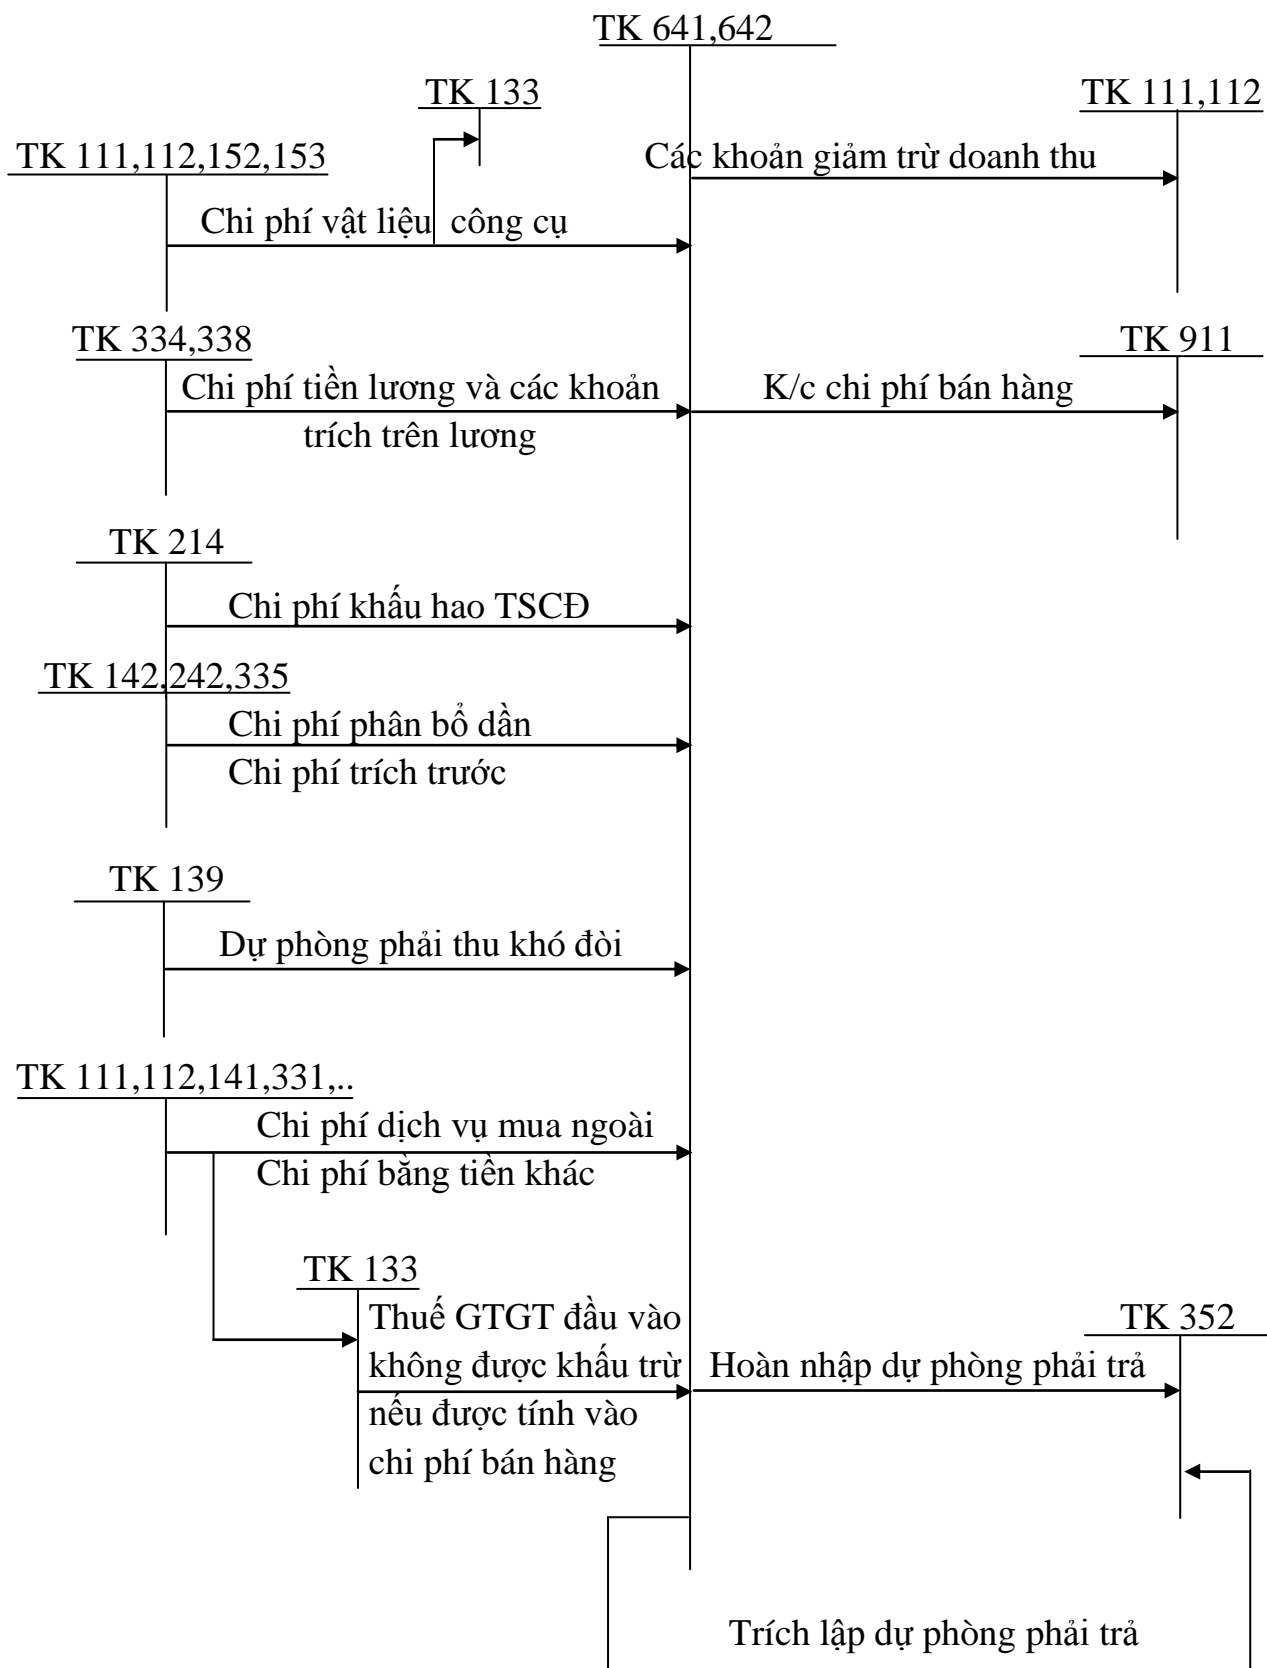 TK 641,642
TK 133
TK 111,112
TK 111,112,152,153
Các khoản giảm trừ doanh thu
Chi phí vật liệu công cụ
TK 334,338
TK 911
Chi phí tiền lương và các khoản
trích trên lương
K/c chi phí bán hàng
TK 214
Chi phí khấu hao TSCĐ
TK 142,242,335
Chi phí phân bổ dần
Chi phí trích trước
TK 139
Dự phòng phải thu khó đòi
TK 111,112,141,331,..
Chi phí dịch vụ mua ngoài
Chi phí bằng tiền khác
TK 133
Thuế GTGT đầu vào
không được khấu trừ
nếu được tính vào
chi phí bán hàng
TK 352
Hoàn nhập dự phòng phải trả
Trích lập dự phòng phải trả